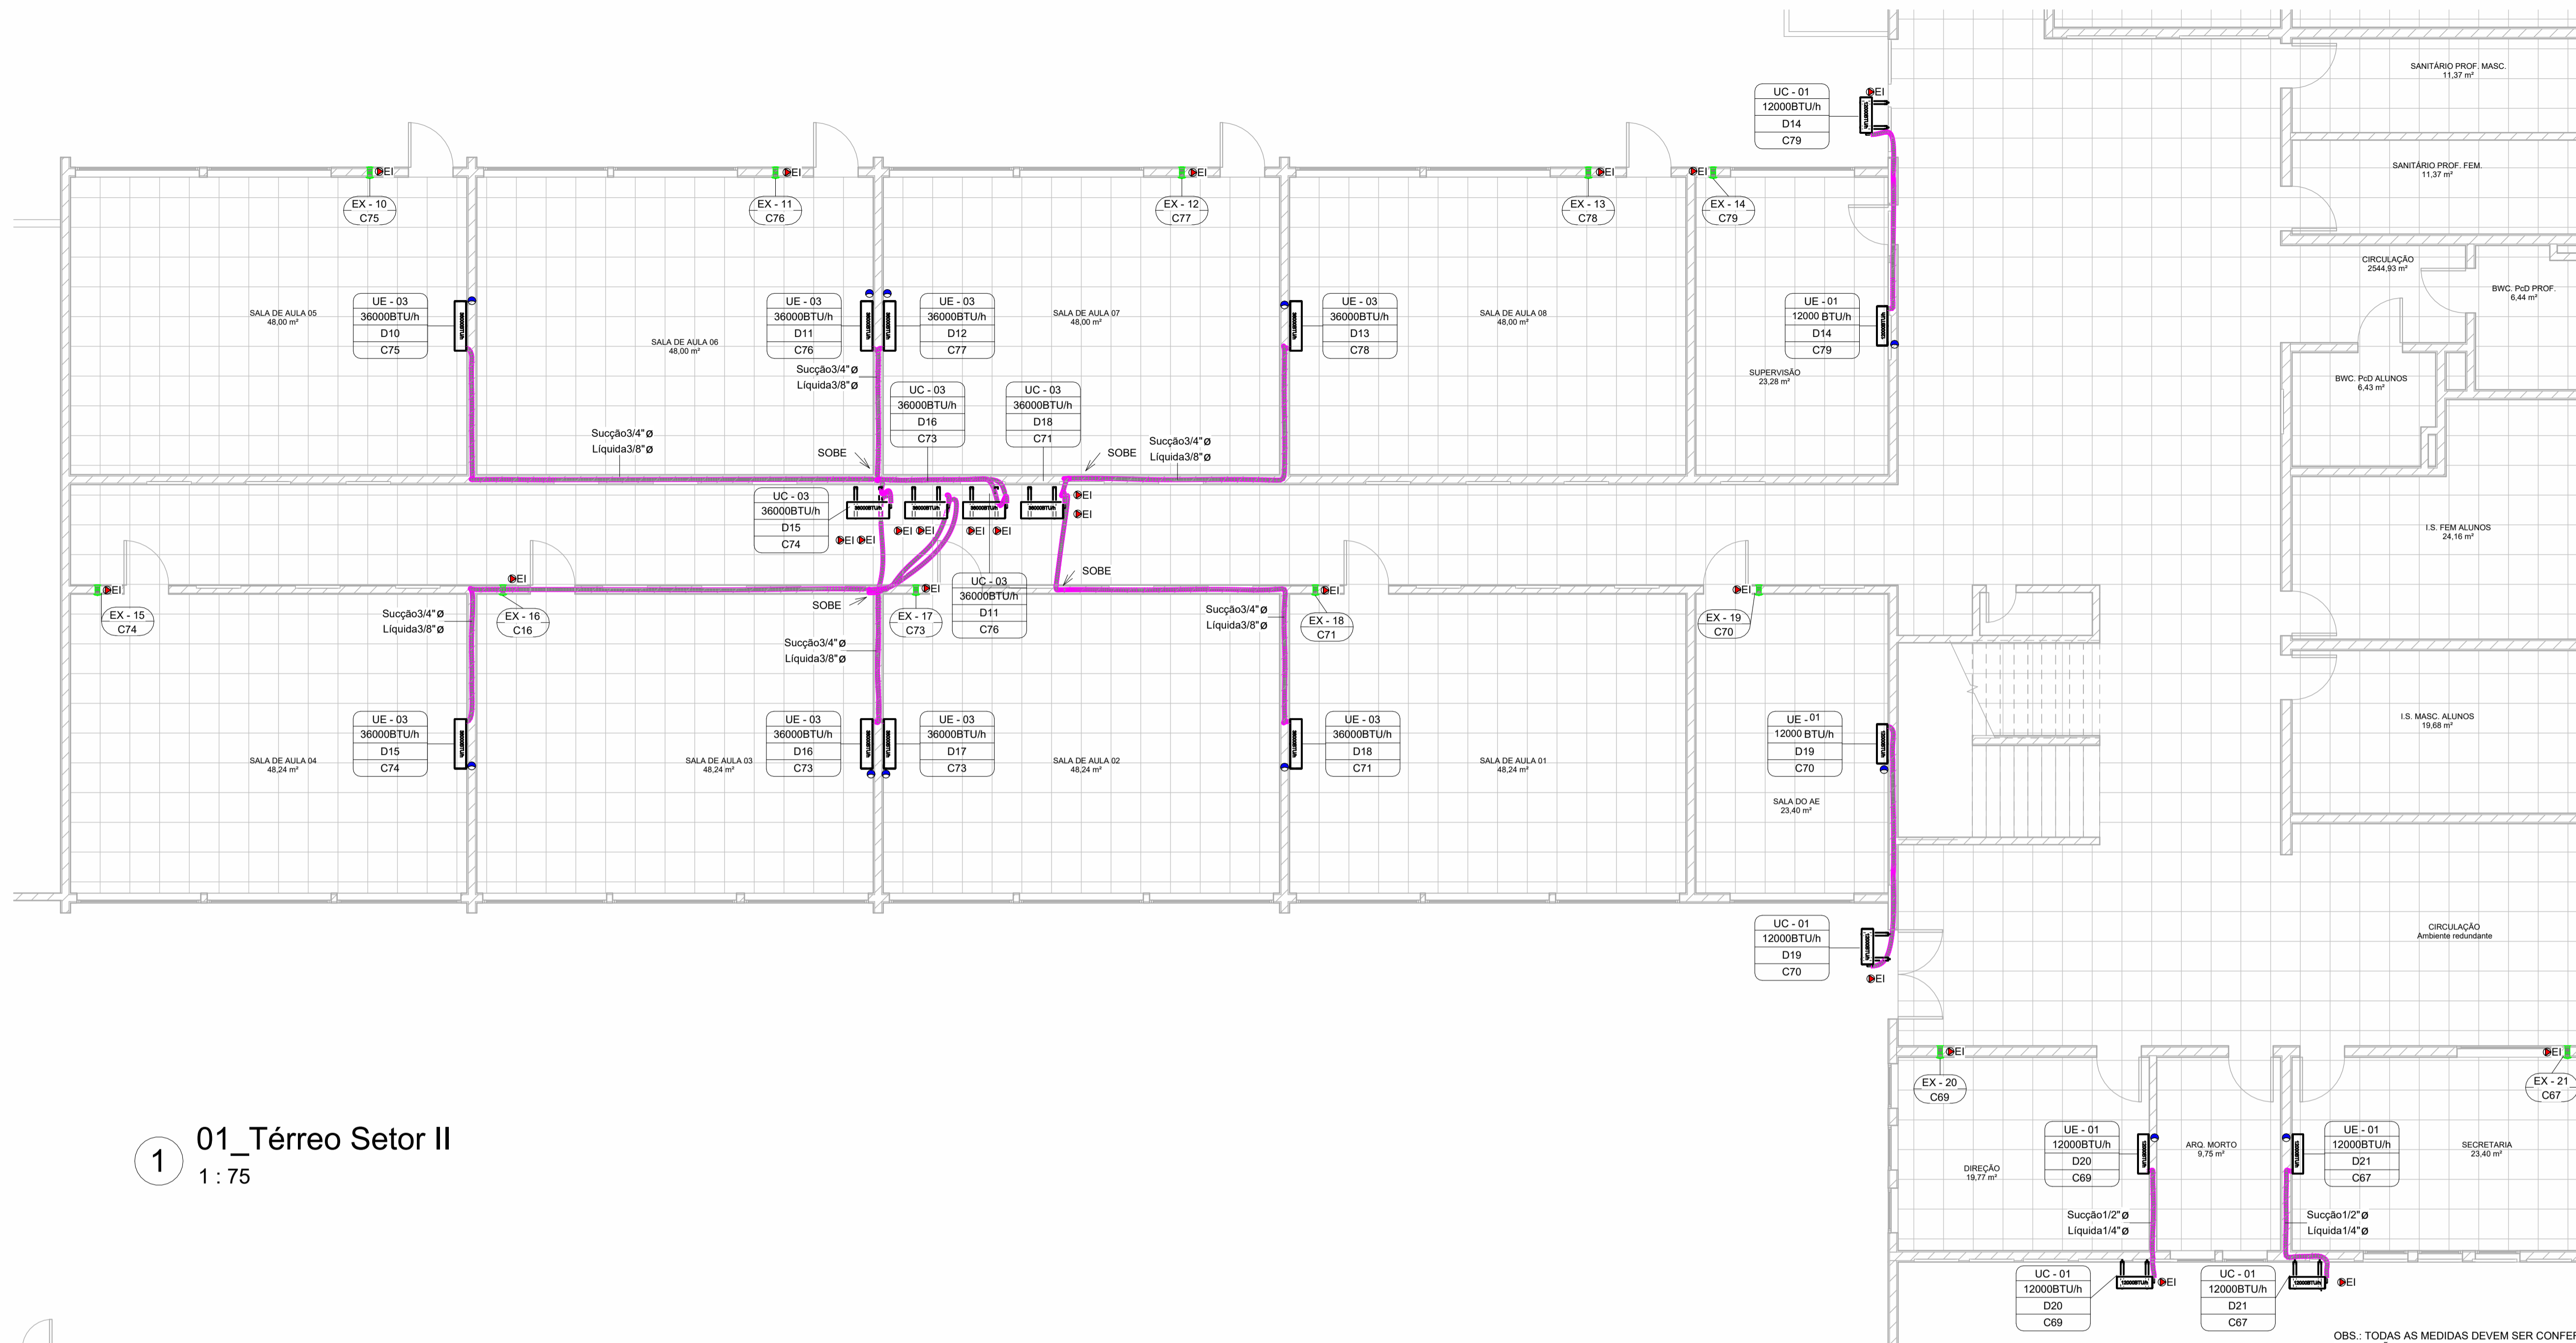 SANITÁRIO PROF. MASC.
11,37 m²
UC - 01
12000BTU/h
D14
C79
EI
SANITÁRIO PROF. FEM.
11,37 m²
EI
EI
EI
EI
EI
EX - 10
C75
EX - 11
C76
EX - 12
C77
EX - 13
C78
EX - 14
C79
CIRCULAÇÃO
2544,93 m²
BWC. PcD PROF.
6,44 m²
SALA DE AULA 05
48,00 m²
UE - 03
36000BTU/h
D10
C75
SALA DE AULA 06
48,00 m²
UE - 03
36000BTU/h
D11
C76
UE - 03
36000BTU/h
D12
C77
SALA DE AULA 07
48,00 m²
UE - 03
36000BTU/h
D13
C78
SALA DE AULA 08
48,00 m²
UE - 01
12000 BTU/h
D14
C79
SUPERVISÃO
23,28 m²
BWC. PcD ALUNOS
6,43 m²
Sucção3/4"Ø
Líquida3/8"Ø
UC - 03
36000BTU/h
D16
C73
UC - 03
36000BTU/h
D18
C71
Sucção3/4"Ø
Líquida3/8"Ø
SOBE
SOBE
Sucção3/4"Ø
Líquida3/8"Ø
UC - 03
36000BTU/h
D15
C74
36000BTU/h
36000BTU/h
36000BTU/h
36000BTU/h
EI
EI
EI
EI
EI
EI
EI
EI
I.S. FEM ALUNOS
24,16 m²
SOBE
UC - 03
36000BTU/h
D11
C76
EI
EI
EI
EI
EI
EX - 15
C74
Sucção3/4"Ø
Líquida3/8"Ø
EX - 16
C16
SOBE
EX - 17
C73
Sucção3/4"Ø
Líquida3/8"Ø
EX - 18
C71
EX - 19
C70
Sucção3/4"Ø
Líquida3/8"Ø
I.S. MASC. ALUNOS
19,68 m²
SALA DE AULA 04
48,24 m²
UE - 03
36000BTU/h
D15
C74
SALA DE AULA 03
48,24 m²
UE - 03
36000BTU/h
D16
C73
UE - 03
36000BTU/h
D17
C73
SALA DE AULA 02
48,24 m²
UE - 03
36000BTU/h
D18
C71
SALA DE AULA 01
48,24 m²
UE - 01
12000 BTU/h
D19
C70
SALA DO AE
23,40 m²
UC - 01
12000BTU/h
D19
C70
EI
CIRCULAÇÃO
Ambiente redundante
EI
EX - 20
C69
EI
EX - 21
C67
UE - 01
12000BTU/h
D20
C69
ARQ. MORTO
9,75 m²
UE - 01
12000BTU/h
D21
C67
SECRETARIA
23,40 m²
DIREÇÃO
19,77 m²
Sucção1/2"Ø
Líquida1/4"Ø
Sucção1/2"Ø
Líquida1/4"Ø
UC - 01
12000BTU/h
D20
C69
12000BTU/h
EI
UC - 01
12000BTU/h
D21
C67
12000BTU/h
EI
1
01_Térreo Setor II
1 : 75
OBS.: TODAS AS MEDIDAS DEVEM SER